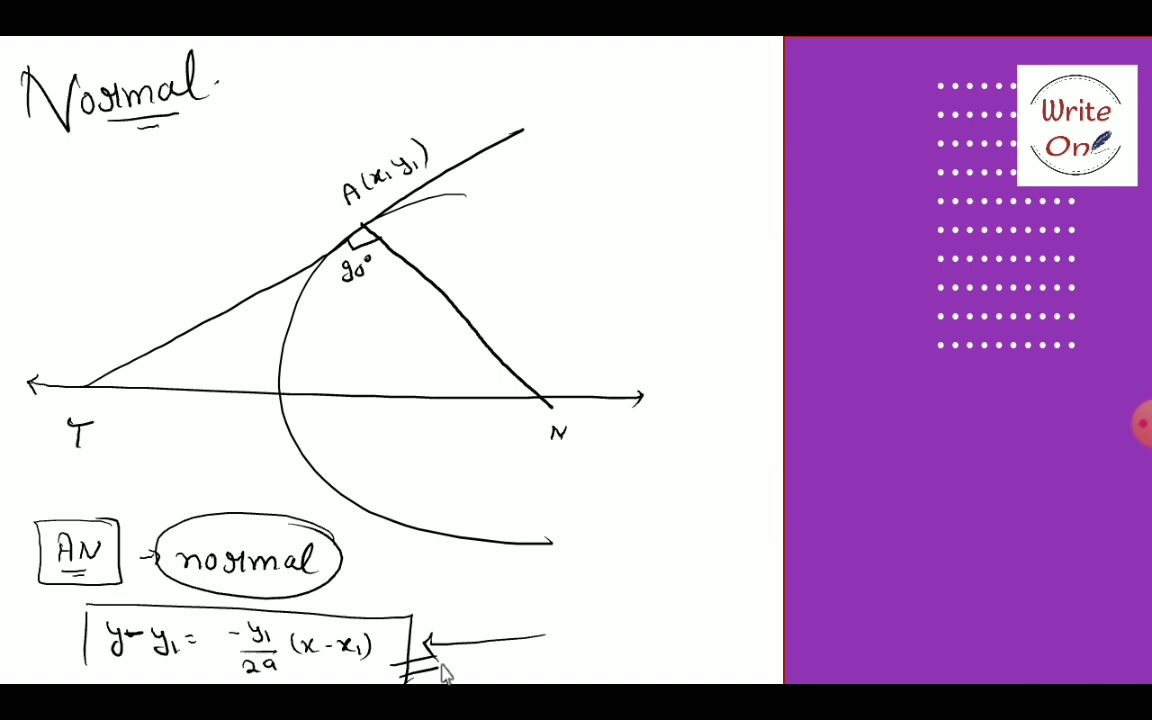 Normal.
A(x₁ y₁)
90°
T
N
AN → normal
y - y₁ = -y₁/2a (x - x₁)
Write
On